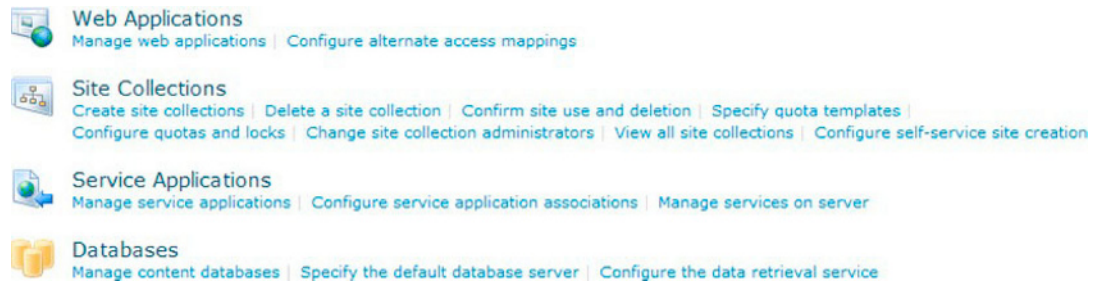 Web Applications
Manage web applications | Configure alternate access mappings
Site Collections
Create site collections | Delete a site collection | Confirm site use and deletion | Specify quota templates |
Configure quotas and locks | Change site collection administrators | View all site collections | Configure self-service site creation
Service Applications
Manage service applications | Configure service application associations | Manage services on server
Databases
Manage content databases | Specify the default database server | Configure the data retrieval service